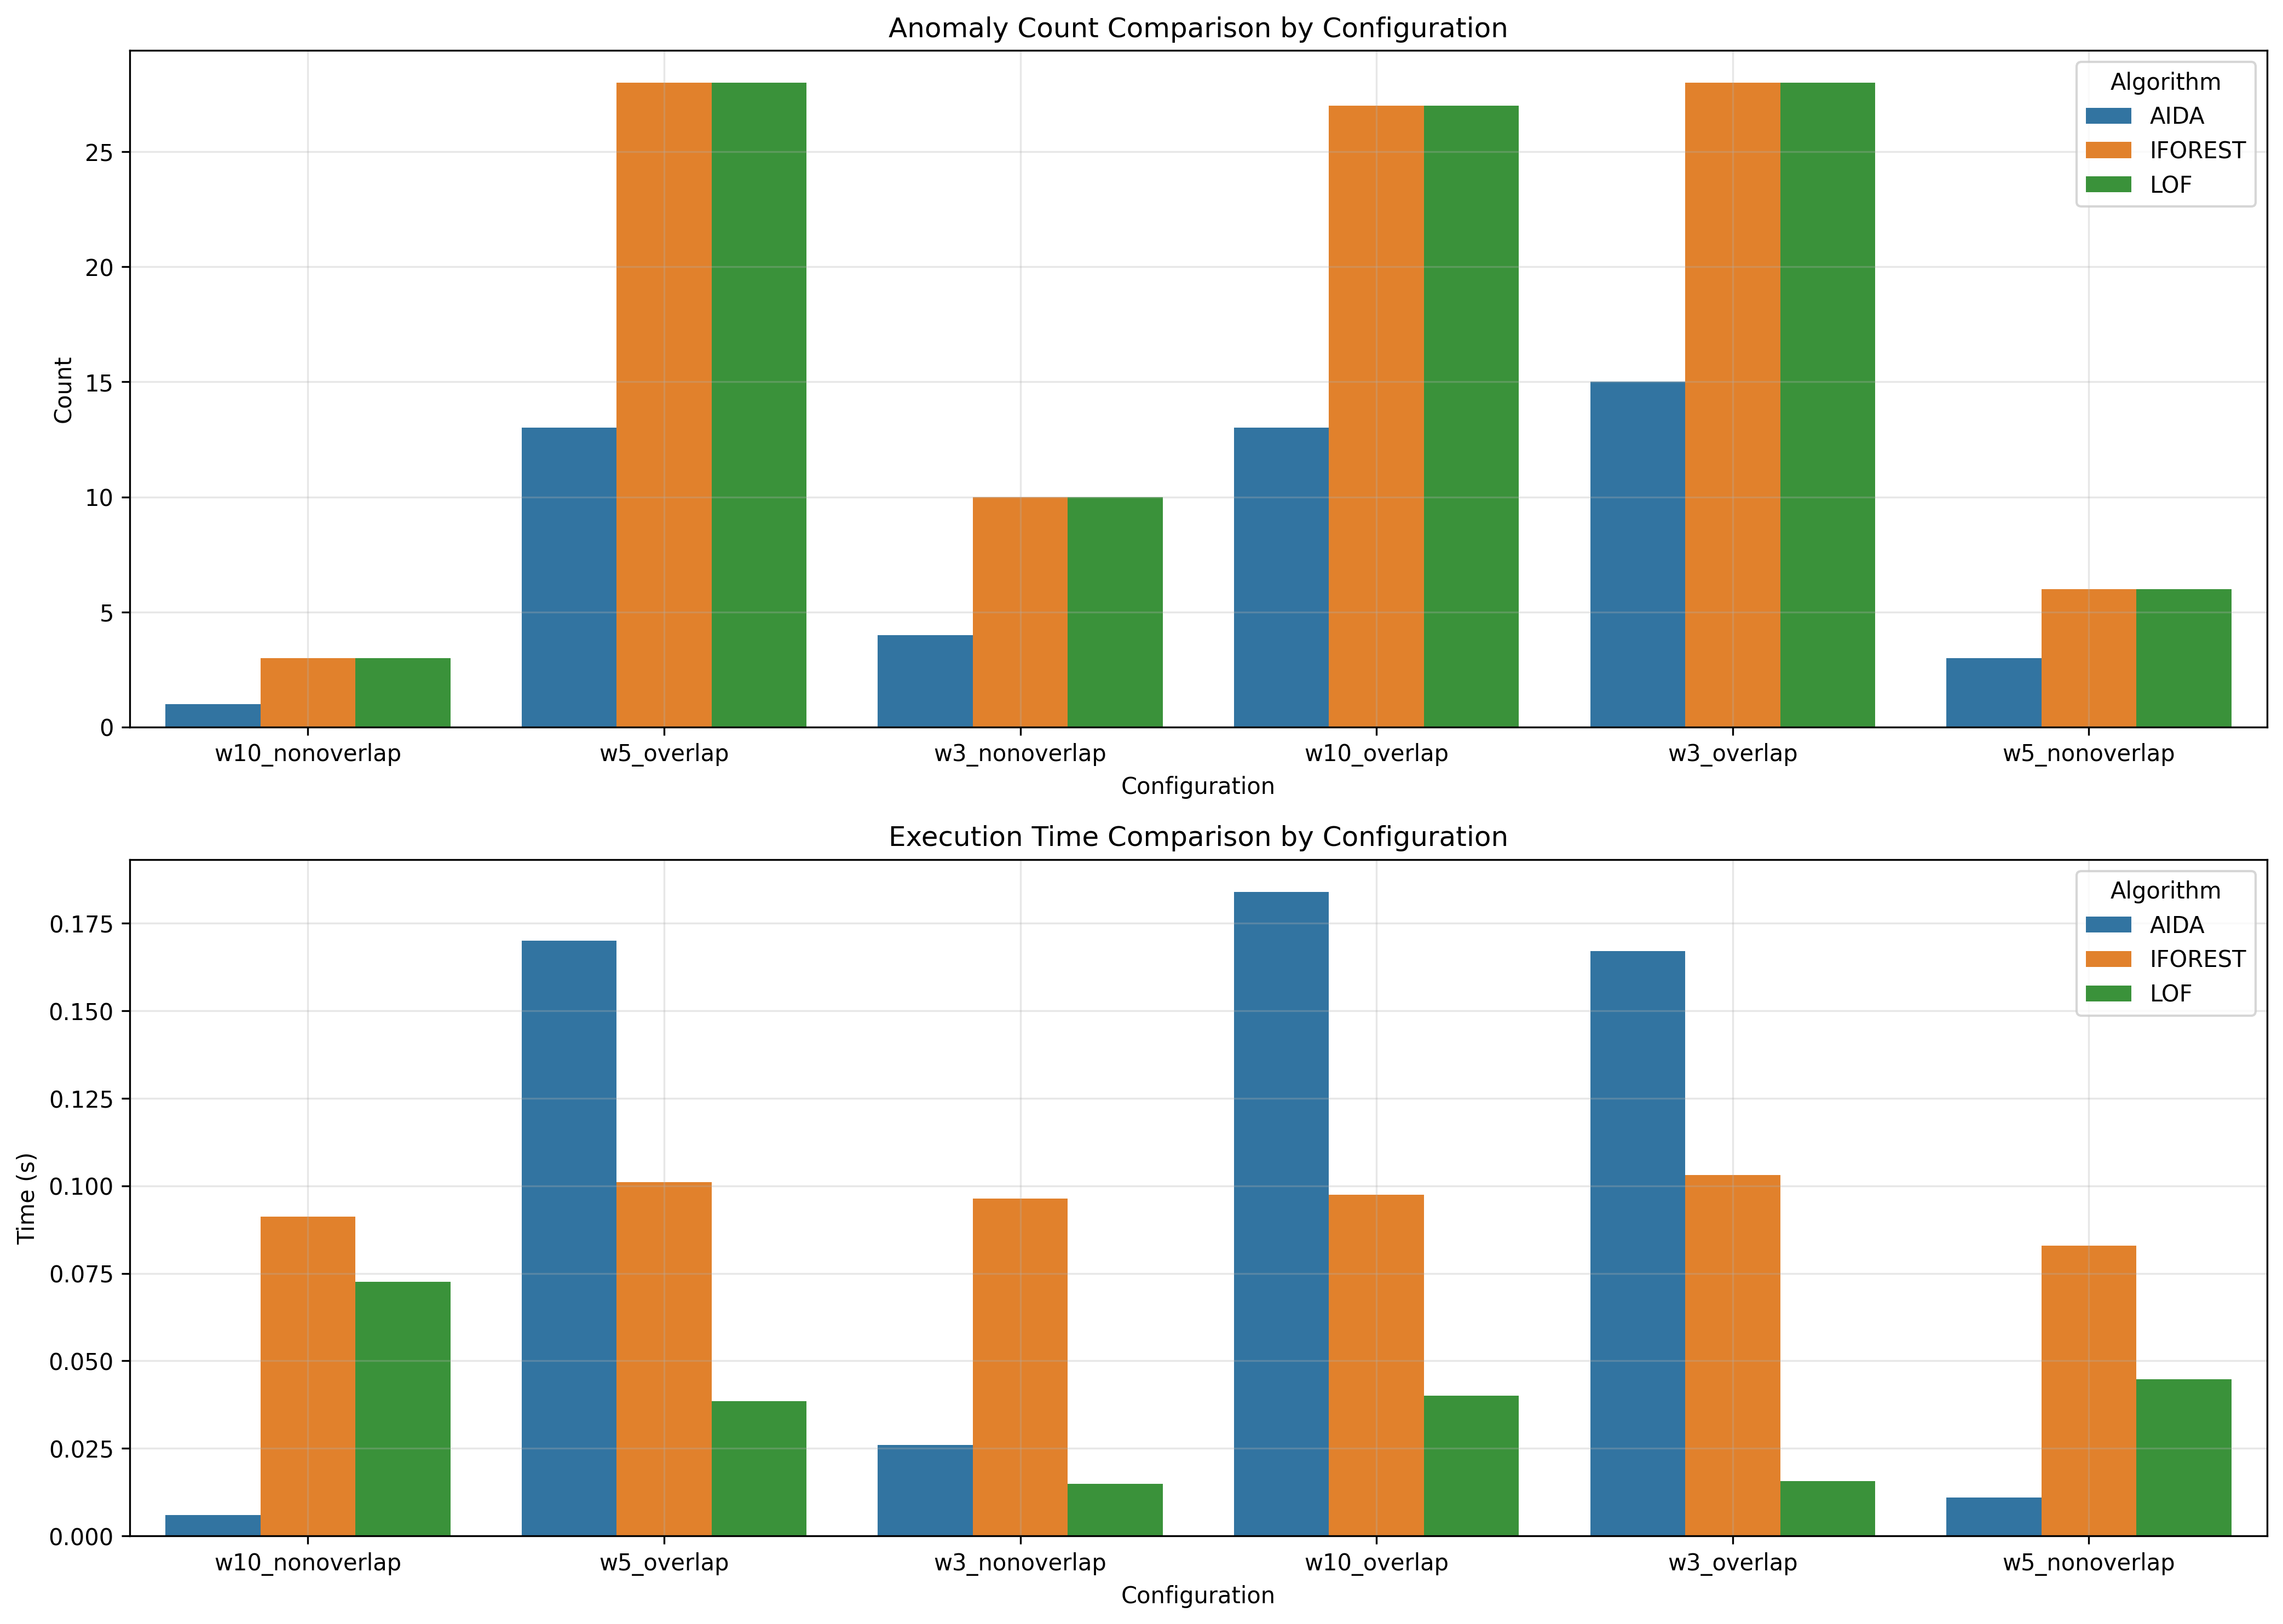 Anomaly Count Comparison by Configuration
Count
25
20
15
10
5
0
Algorithm
AIDA
IFOREST
LOF
w10_nonoverlap w5_overlap w3_nonoverlap w10_overlap w3_overlap w5_nonoverlap
Configuration
Execution Time Comparison by Configuration
Time (s)
0.175
0.150
0.125
0.100
0.075
0.050
0.025
0.000
Algorithm
AIDA
IFOREST
LOF
w10_nonoverlap w5_overlap w3_nonoverlap w10_overlap w3_overlap w5_nonoverlap
Configuration